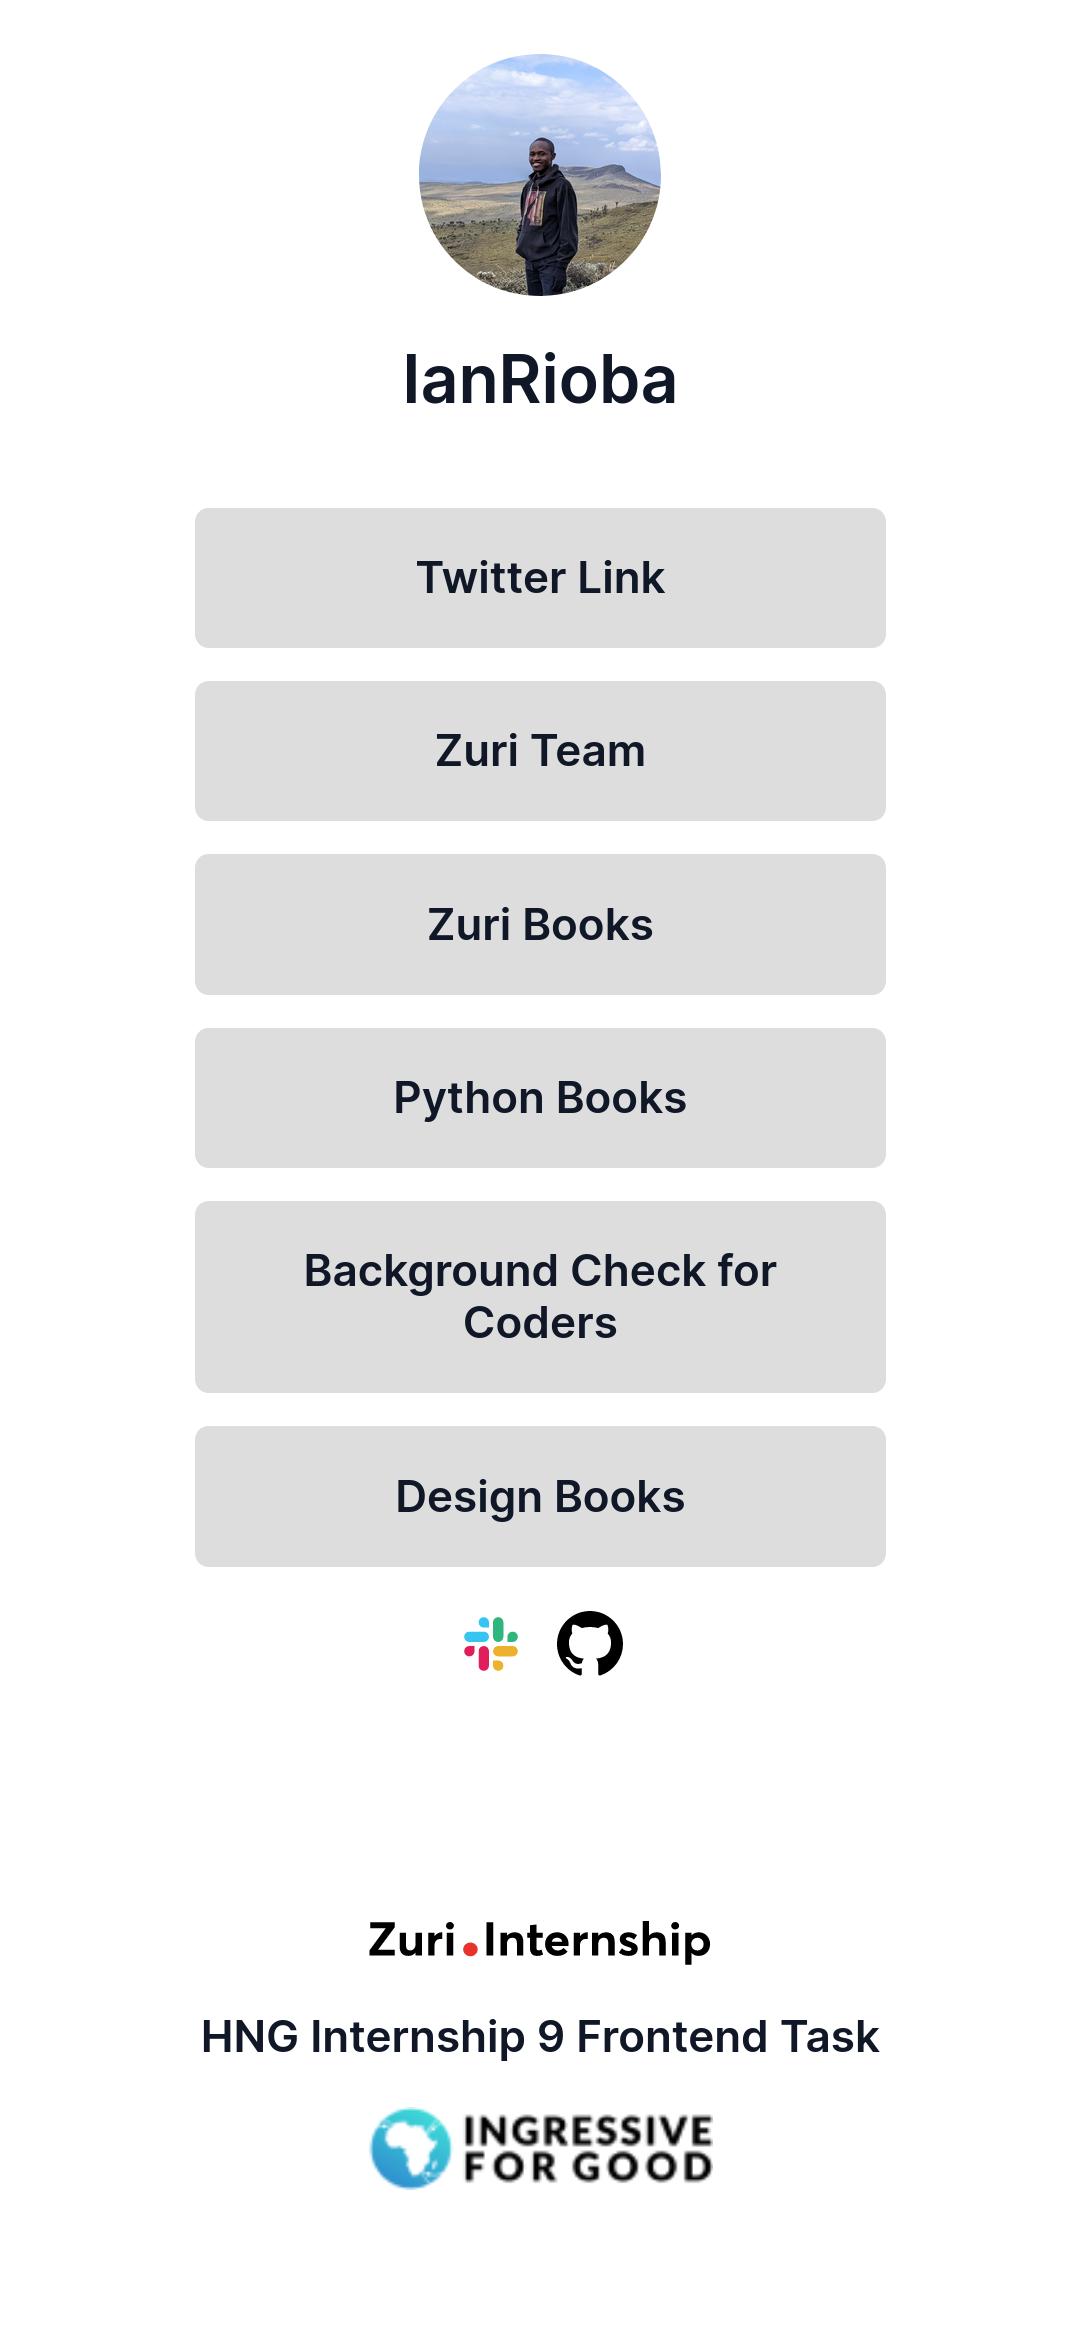 IanRioba
Twitter Link
Zuri Team
Zuri Books
Python Books
Background Check for
Coders
Design Books
Zuri.Internship
HNG Internship 9 Frontend Task
INGRESSIVE
FOR GOOD